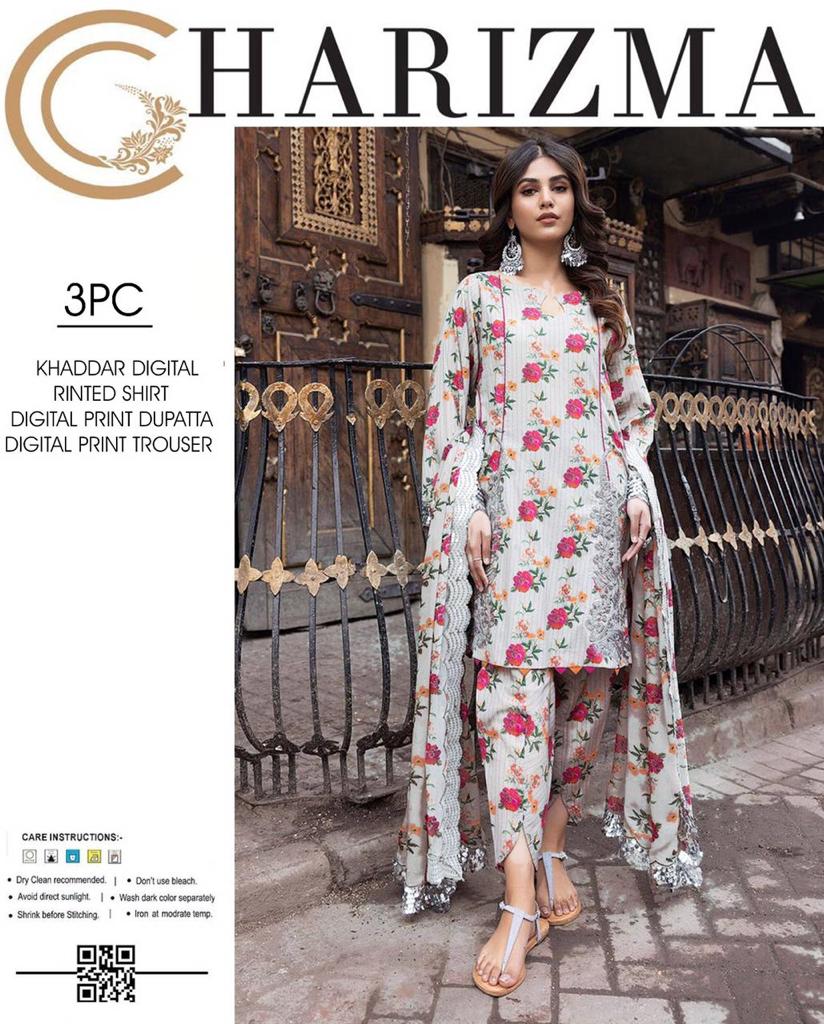 CHARIZMA
3PC
KHADDAR DIGITAL
RINTED SHIRT
DIGITAL PRINT DUPATTA
DIGITAL PRINT TROUSER
CARE INSTRUCTIONS:-
• Dry Clean recommended. | • Don't use bleach.
• Avoid direct sunlight. | • Wash dark color separately
• Shrink before Stitching. | • Iron at modrate temp.